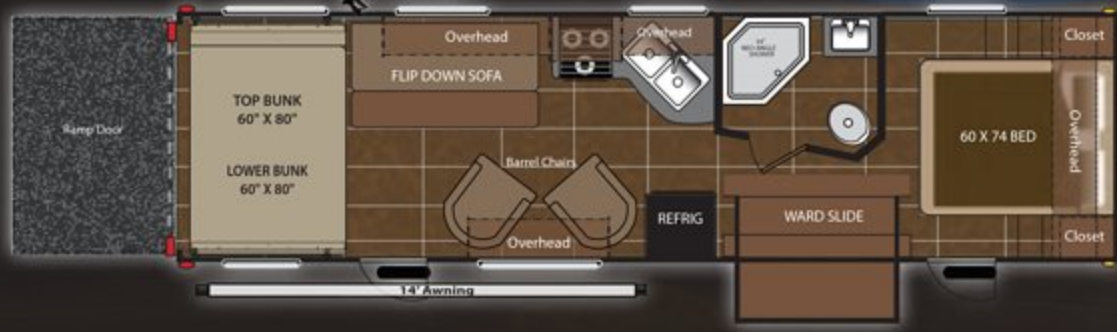 Ramp Door
TOP BUNK
60" X 80"
LOWER BUNK
60" X 80"
Overhead
FLIP DOWN SOFA
Overhead
Barrel Chairs
Overhead
REFRIG
WARD SLIDE
60 X 74 BED
Overhead
Closet
Closet
14' Awning
SHOWER